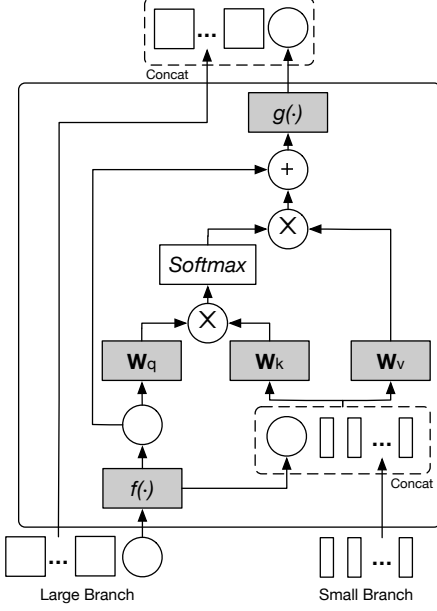 ...
Concat
g(·)
+
X
Softmax
X
Wq
Wk
Wv
...
f(·)
Concat
...
...
Large Branch
Small Branch